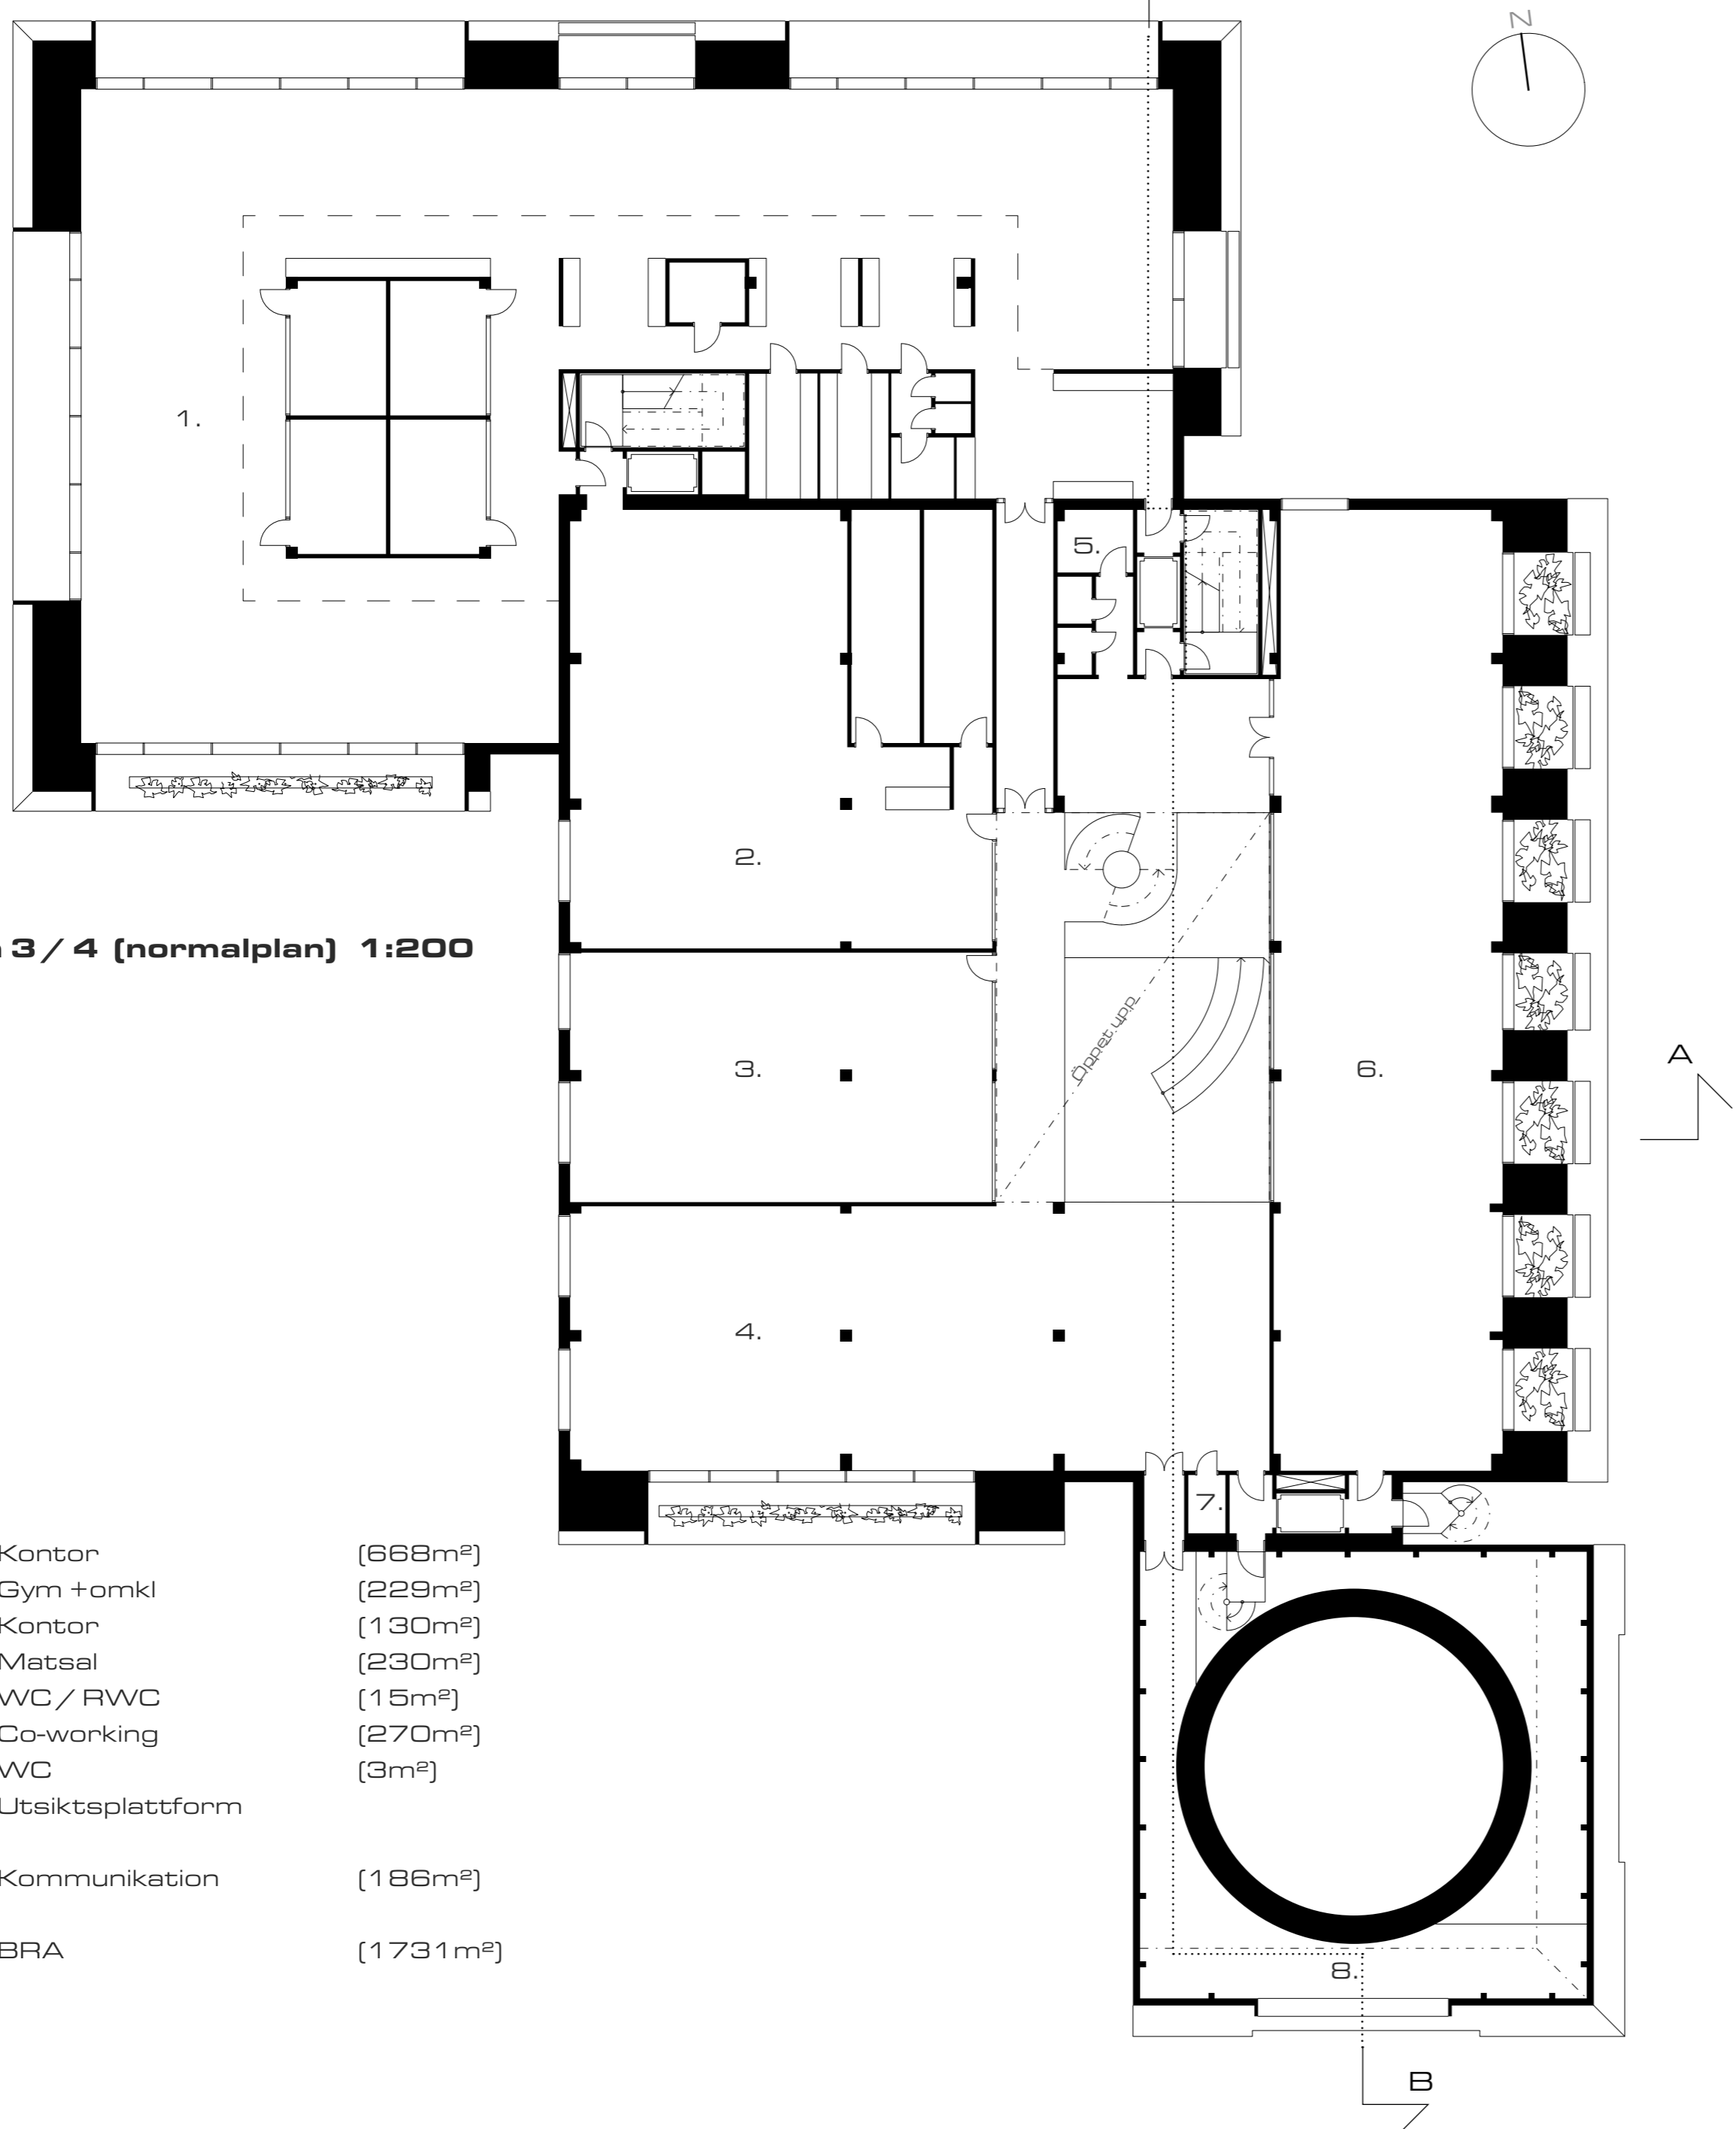 N
1.
5.
2.
3 / 4 (normalplan) 1:200
Öppet upp
3.
6.
A
4.
7.
Kontor (668m²)
Gym +omkl (229m²)
Kontor (130m²)
Matsal (230m²)
WC / RWC (15m²)
Co-working (270m²)
WC (3m²)
Utsiktsplattform
Kommunikation (186m²)
BRA (1731m²)
8.
B